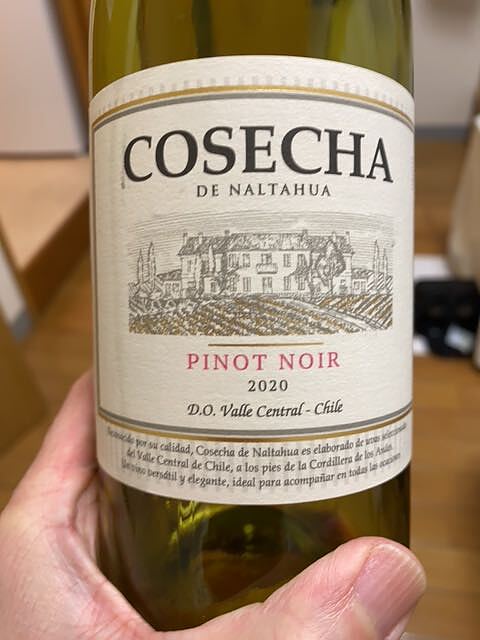 COSECHA
DE NALTAHUA
PINOT NOIR
2020
D.O. Valle Central - Chile
Reconocido por su calidad, Cosecha de Naltahua es elaborado de uvas seleccionadas
del Valle Central de Chile, a los pies de la Cordillera de los Andes.
Un vino versátil y elegante, ideal para acompañar en todas las ocasiones